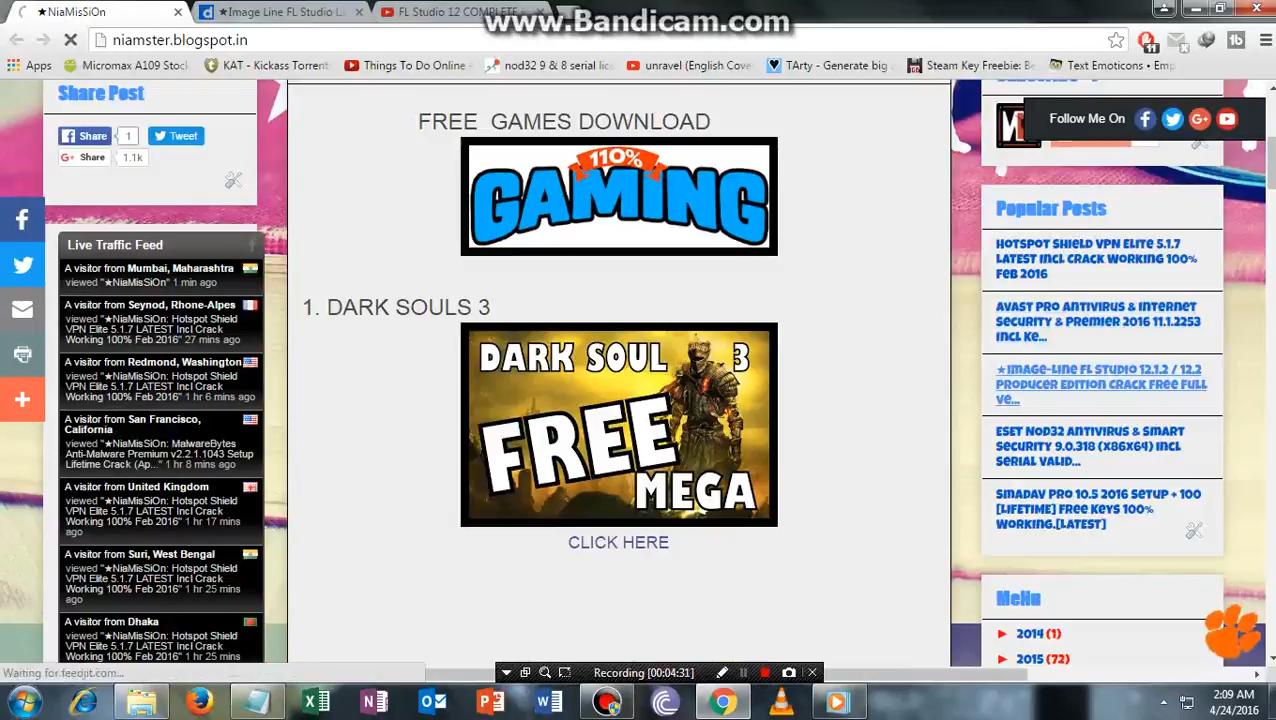 www.Bandicam.com
★NiaMisSiOn
★Image Line FL Studio L
FL Studio 12 COMPLETE
niamster.blogspot.in
11
Apps
Micromax A109 Stock
KAT - Kickass Torrent
Things To Do Online
nod32 9 & 8 serial lic
unravel (English Cove
TArty - Generate big
Steam Key Freebie: Be
Text Emoticons • Emp
Share Post
Share
1
Tweet
Share
1.1k
Live Traffic Feed
A visitor from Mumbai, Maharashtra
viewed "★NiaMisSiOn" 1 min ago
A visitor from Seynod, Rhone-Alpes
viewed "★NiaMisSiOn: Hotspot Shield
VPN Elite 5.1.7 LATEST Incl Crack
Working 100% Feb 2016" 27 mins ago
A visitor from Redmond, Washington
viewed "★NiaMisSiOn: Hotspot Shield
VPN Elite 5.1.7 LATEST Incl Crack
Working 100% Feb 2016" 1 hr 6 mins ago
A visitor from San Francisco,
California
viewed "★NiaMisSiOn: MalwareBytes
Anti-Malware Premium v2.2.1.1043 Setup
Lifetime Crack (Ap..." 1 hr 8 mins ago
A visitor from United Kingdom
viewed "★NiaMisSiOn: Hotspot Shield
VPN Elite 5.1.7 LATEST Incl Crack
Working 100% Feb 2016" 1 hr 17 mins
ago
A visitor from Suri, West Bengal
viewed "★NiaMisSiOn: Hotspot Shield
VPN Elite 5.1.7 LATEST Incl Crack
Working 100% Feb 2016" 1 hr 25 mins
ago
A visitor from Dhaka
viewed "★NiaMisSiOn: Hotspot Shield
VPN Elite 5.1.7 LATEST Incl Crack
Working 100% Feb 2016" 1 hr 25 mins
FREE GAMES DOWNLOAD
110%
GAMING
1. DARK SOULS 3
DARK SOUL 3
FREE
MEGA
CLICK HERE
Follow Me On
Popular Posts
Hotspot Shield VPN Elite 5.1.7
LATEST Incl Crack Working 100%
Feb 2016
Avast Pro Antivirus & Internet
Security & Premier 2016 11.1.2253
Incl Ke...
★Image-Line FL Studio 12.1.2 / 12.2
Producer Edition CRACK Free Full
Ve...
ESET NOD32 Antivirus & Smart
Security 9.0.318 (x86x64) Incl
Serial Valid...
Smadav Pro 10.5 2016 Setup + 100
[LIFETIME] Free Keys 100%
Working.[LATEST]
Menu
► 2014 (1)
► 2015 (72)
Waiting for feedjit.com...
Recording [00:04:31]
2:09 AM
4/24/2016